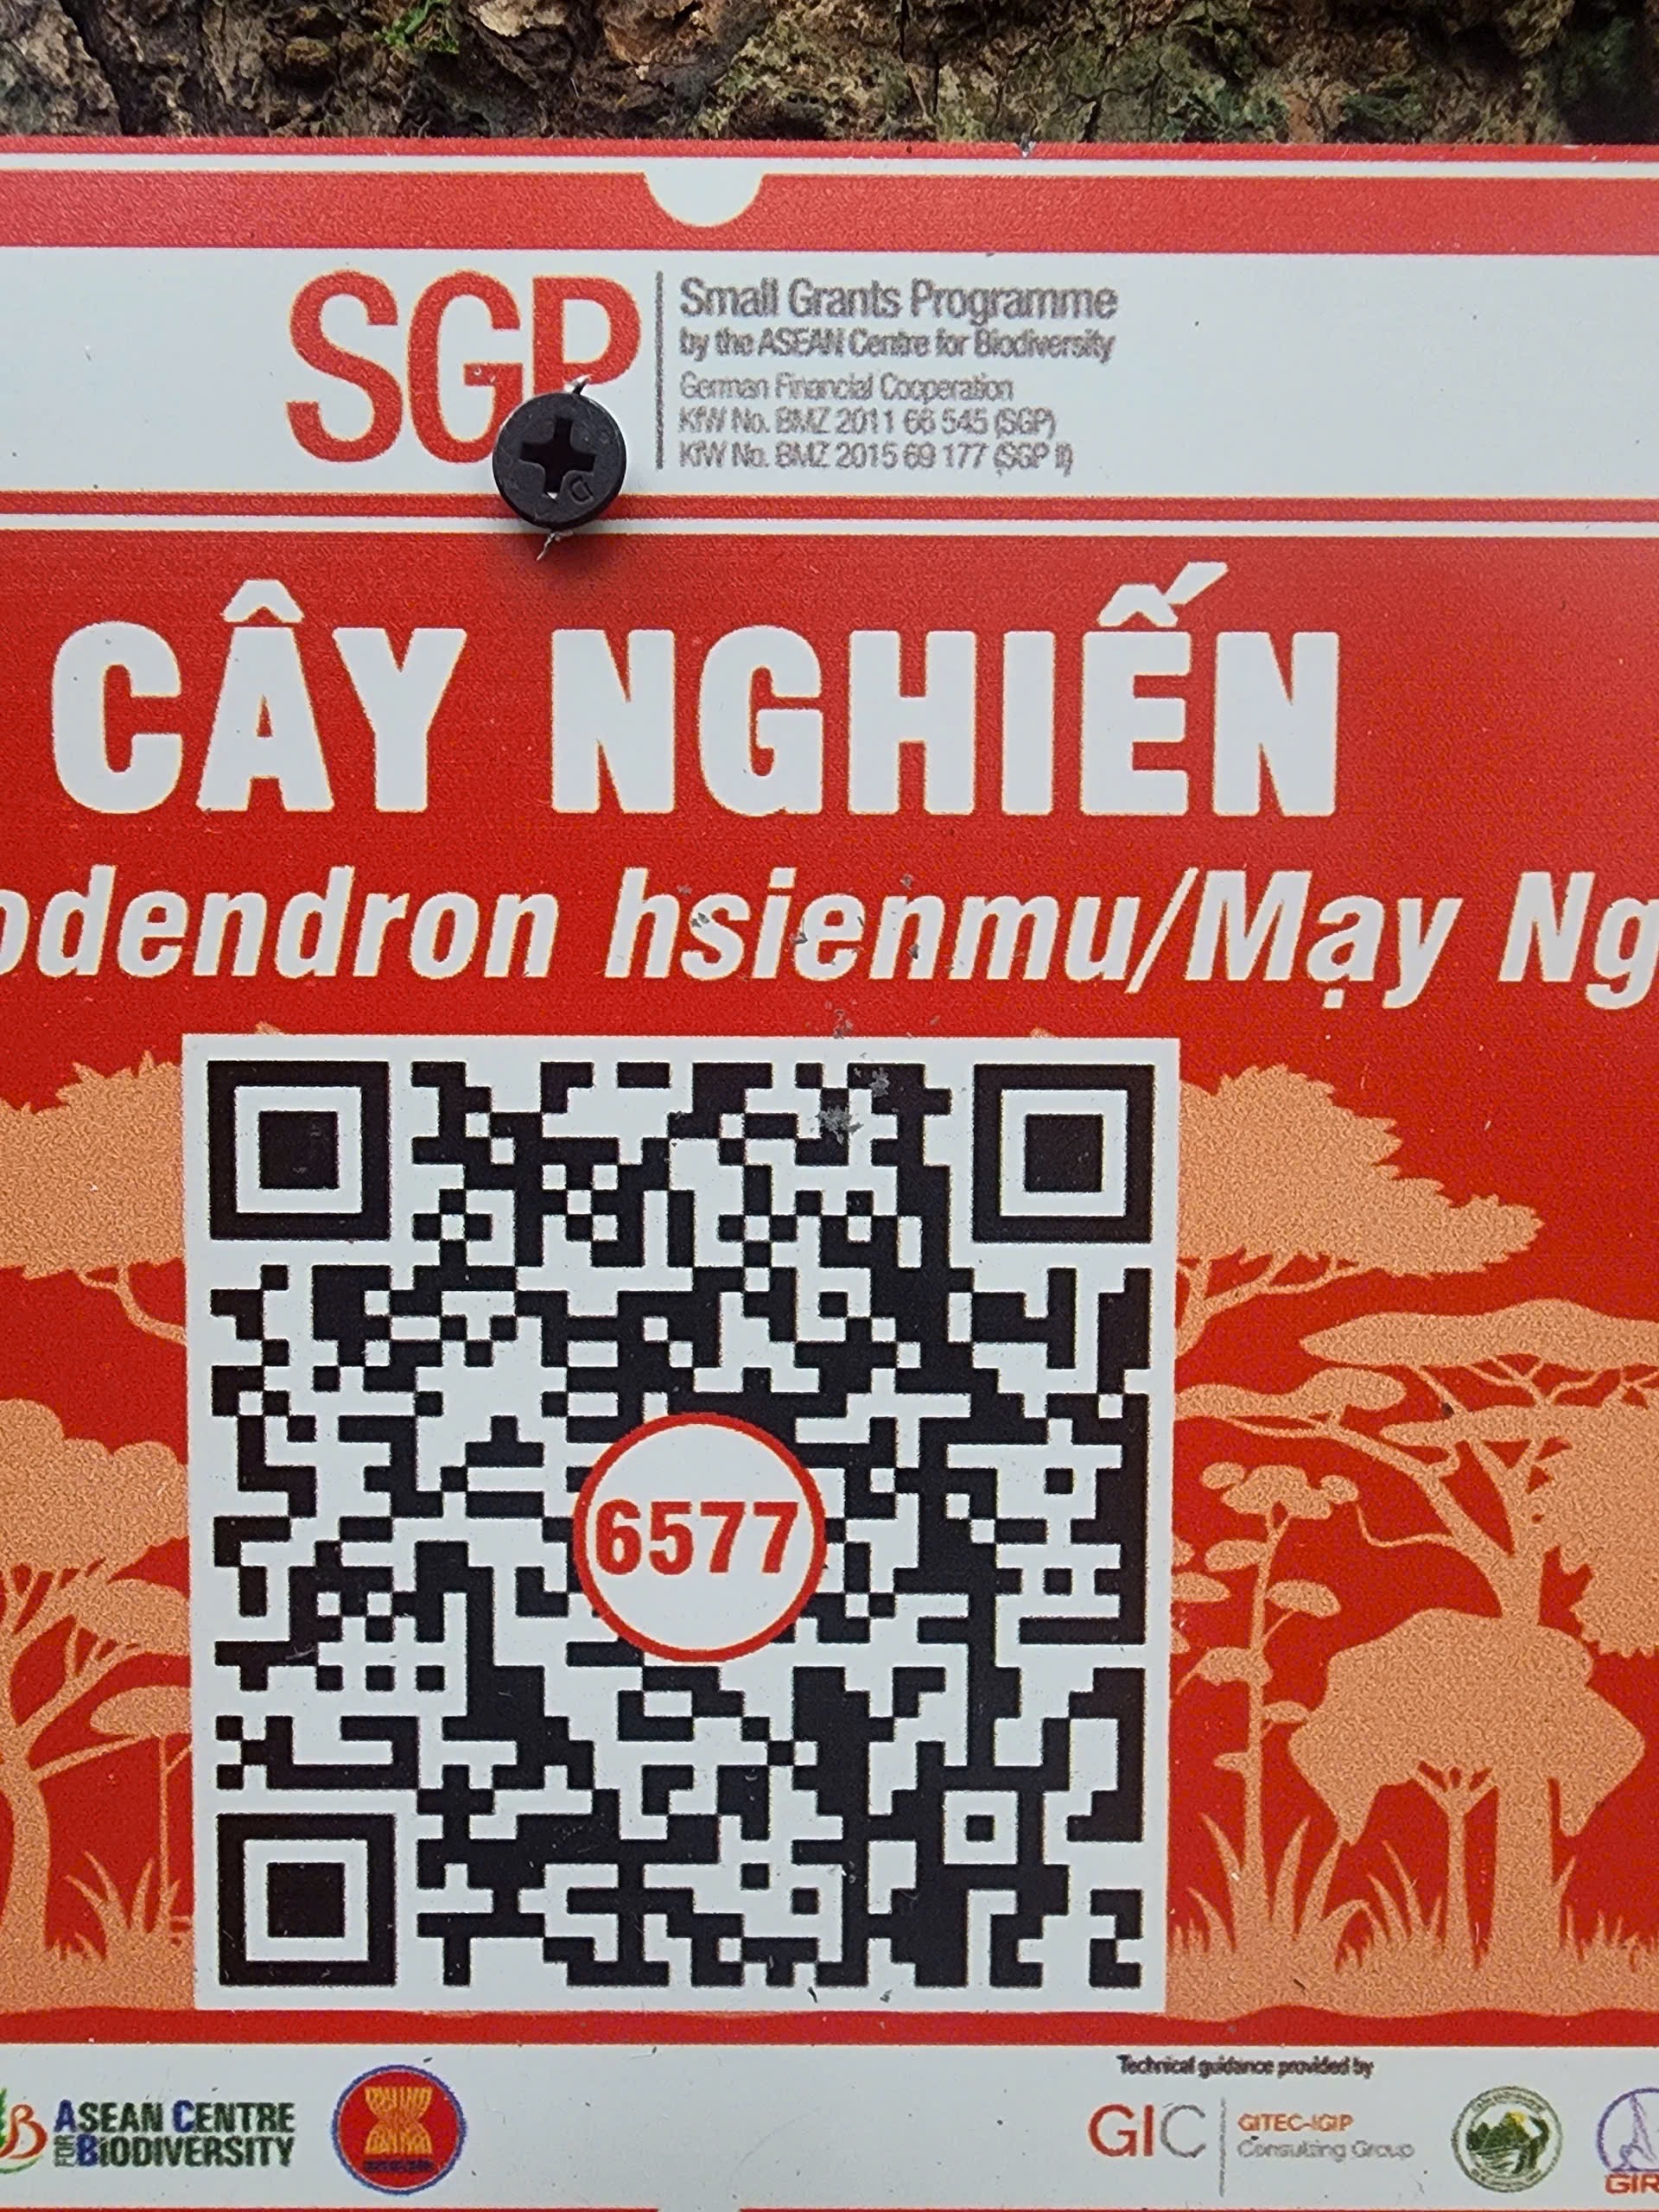 SGP
Small Grants Programme
by the ASEAN Centre for Biodiversity
German Financial Cooperation
KfW No. BMZ 2011 66 545 (SGP)
KfW No. BMZ 2015 69 177 (SGP II)
CÂY NGHIẾN
odendron hsienmu/Mạy Ng
6577
ASEAN CENTRE
FOR BIODIVERSITY
Technical guidance provided by
GIC
GITEC-IGIP
Consulting Group
GIR